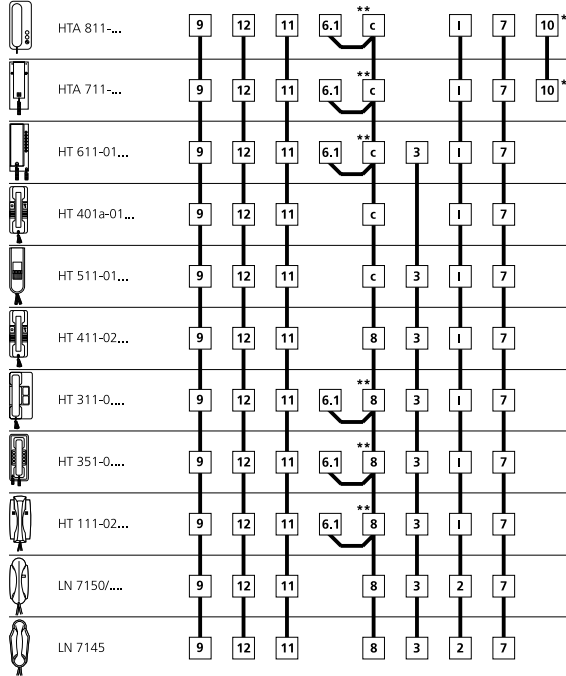 **
HTA 811-... 9 12 11 6.1 c I 7 10 *
**
HTA 711-... 9 12 11 6.1 c I 7 10 *
**
HT 611-01... 9 12 11 6.1 c 3 I 7
HT 401a-01... 9 12 11 c I 7
HT 511-01... 9 12 11 c 3 I 7
HT 411-02... 9 12 11 8 3 I 7
**
HT 311-0.... 9 12 11 6.1 8 3 I 7
**
HT 351-0.... 9 12 11 6.1 8 3 I 7
**
HT 111-02... 9 12 11 6.1 8 3 I 7
LN 7150/.... 9 12 11 8 3 2 7
LN 7145 9 12 11 8 3 2 7